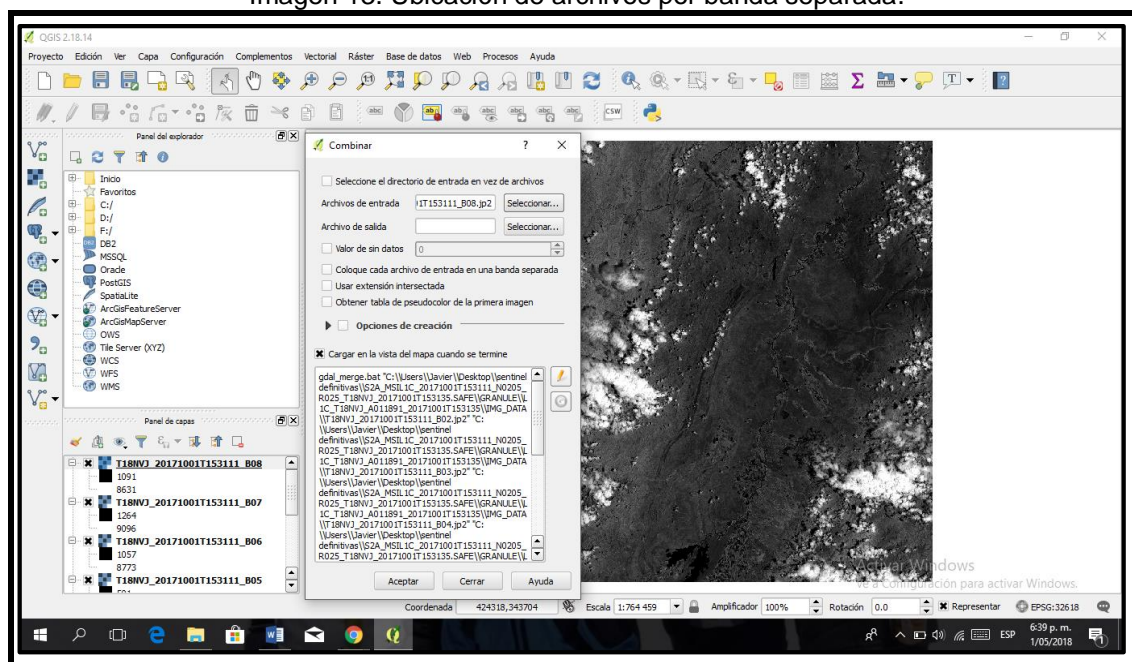 Imagen 18. Ubicación de archivos por banda separada.
QGIS 2.18.14
Proyecto Edición Ver Capa Configuración Complementos Vectorial Ráster Base de datos Web Procesos Ayuda
CSW
Panel del explorador
Inicio
Favoritos
C:/
D:/
F:/
DB2
MSSQL
Oracle
PostGIS
SpatiaLite
ArcGisFeatureServer
ArcGisMapServer
OWS
Tile Server (XYZ)
WCS
WFS
WMS
Panel de capas
T18NVJ_20171001T153111_B08
1091
8631
T18NVJ_20171001T153111_B07
1264
9096
T18NVJ_20171001T153111_B06
1057
8773
T18NVJ_20171001T153111_B05
Combinar
Seleccione el directorio de entrada en vez de archivos
Archivos de entrada 1T153111_B08.jp2 Seleccionar...
Archivo de salida Seleccionar...
Valor de sin datos 0
Coloque cada archivo de entrada en una banda separada
Usar extensión intersectada
Obtener tabla de pseudocolor de la primera imagen
Opciones de creación
Cargar en la vista del mapa cuando se termine
gdal_merge.bat "C:\\Users\\Javier\\Desktop\\sentinel
definitivas\\S2A_MSIL1C_20171001T153111_N0205_
R025_T18NVJ_20171001T153135.SAFE\\GRANULE\\L
1C_T18NVJ_A011891_20171001T153135\\IMG_DATA
\\T18NVJ_20171001T153111_B02.jp2" "C:
\\Users\\Javier\\Desktop\\sentinel
definitivas\\S2A_MSIL1C_20171001T153111_N0205_
R025_T18NVJ_20171001T153135.SAFE\\GRANULE\\L
1C_T18NVJ_A011891_20171001T153135\\IMG_DATA
\\T18NVJ_20171001T153111_B03.jp2" "C:
\\Users\\Javier\\Desktop\\sentinel
definitivas\\S2A_MSIL1C_20171001T153111_N0205_
R025_T18NVJ_20171001T153135.SAFE\\GRANULE\\L
1C_T18NVJ_A011891_20171001T153135\\IMG_DATA
\\T18NVJ_20171001T153111_B04.jp2" "C:
\\Users\\Javier\\Desktop\\sentinel
definitivas\\S2A_MSIL1C_20171001T153111_N0205_
R025_T18NVJ_20171001T153135.SAFE\\GRANULE\\L
Aceptar Cerrar Ayuda
Activar Windows
Ve a Configuración para activar Windows.
Coordenada 424318,343704 Escala 1:764 459 Amplificador 100% Rotación 0.0 Representar EPSG:32618
ESP 6:39 p. m.
1/05/2018